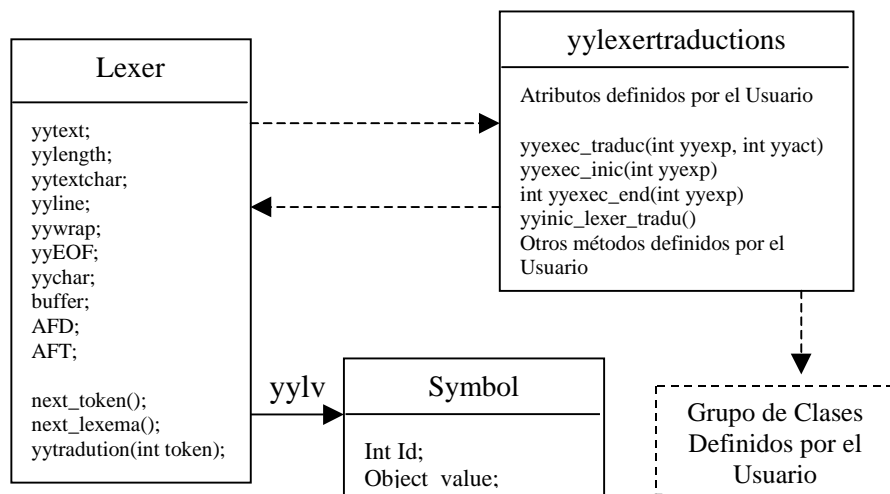 Lexer
yytext;
yylength;
yytextchar;
yyline;
yywrap;
yyEOF;
yychar;
buffer;
AFD;
AFT;
next_token();
next_lexema();
yytradution(int token);
yylexertraductions
Atributos definidos por el Usuario
yyexec_traduc(int yyexp, int yyact)
yyexec_inic(int yyexp)
int yyexec_end(int yyexp)
yyinic_lexer_tradu()
Otros métodos definidos por el
Usuario
yylv
Symbol
Int Id;
Object value;
Grupo de Clases
Definidos por el
Usuario